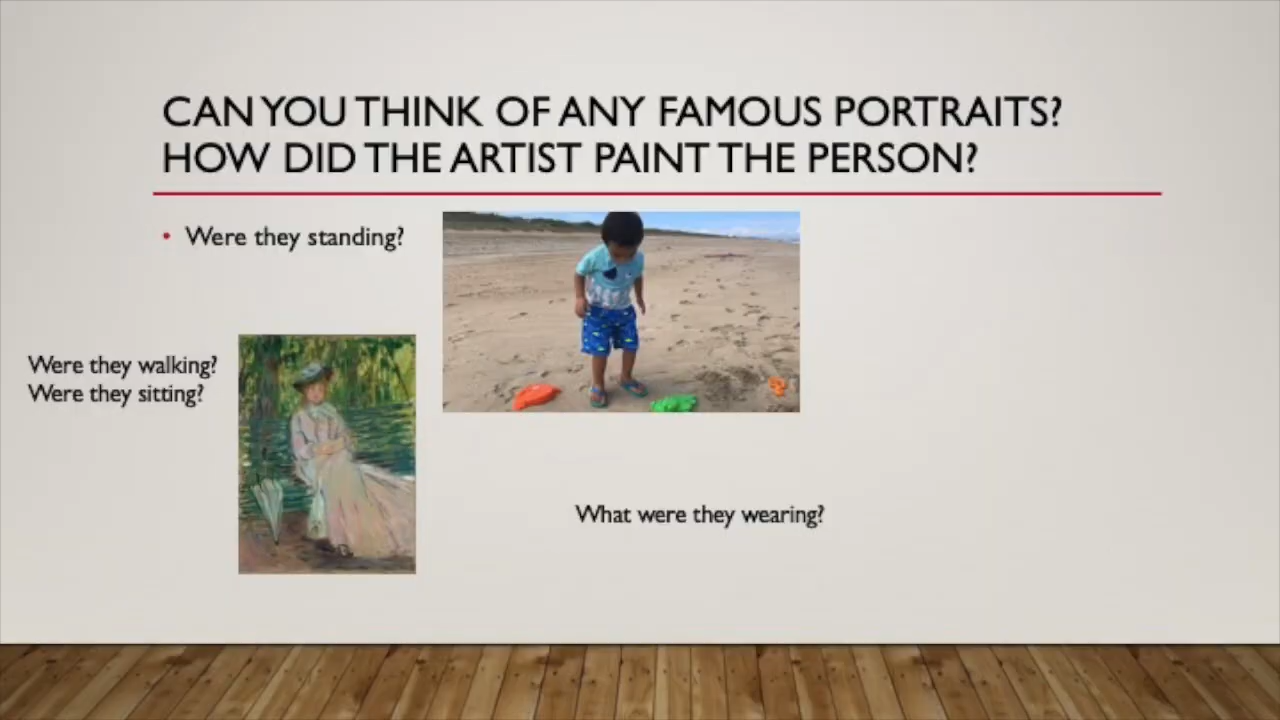 CAN YOU THINK OF ANY FAMOUS PORTRAITS?
HOW DID THE ARTIST PAINT THE PERSON?
• Were they standing?
Were they walking?
Were they sitting?
What were they wearing?